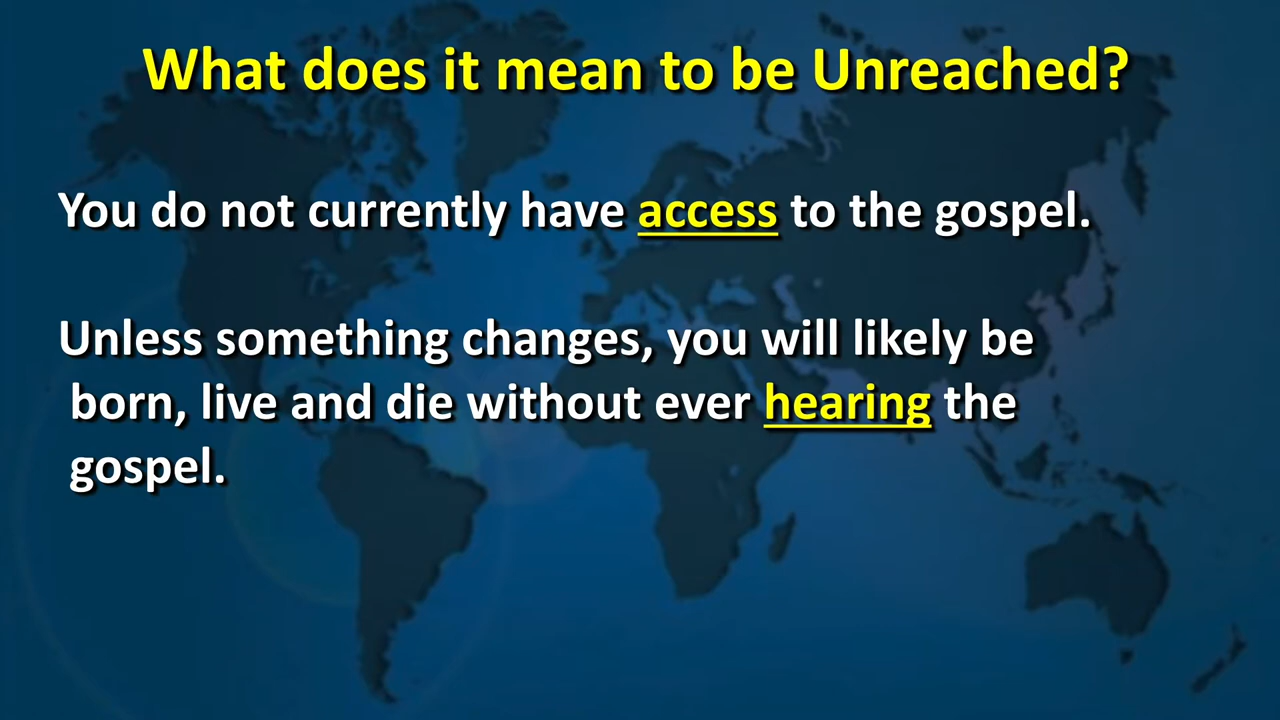 What does it mean to be Unreached?
You do not currently have access to the gospel.
Unless something changes, you will likely be
born, live and die without ever hearing the
gospel.